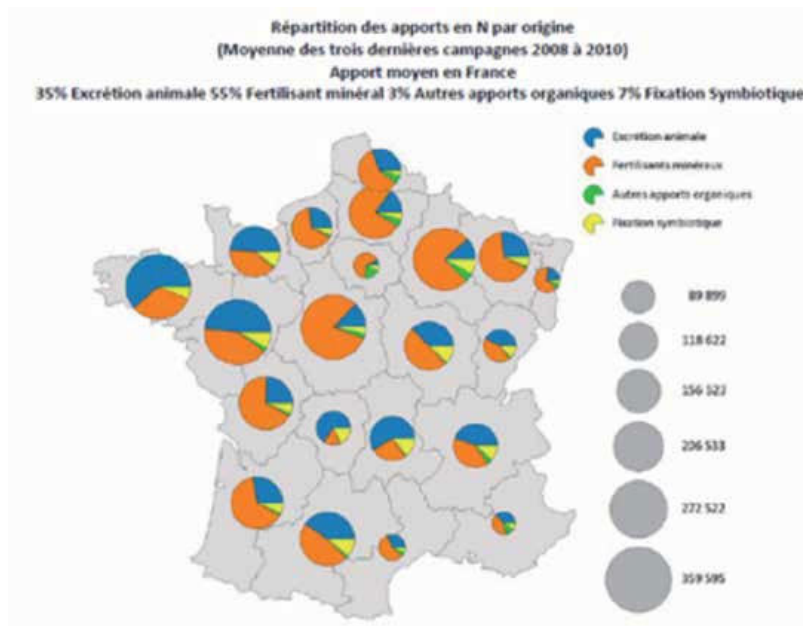 Répartition des apports en N par origine
(Moyenne des trois dernières campagnes 2008 à 2010)
Apport moyen en France
35% Excrétion animale 55% Fertilisant minéral 3% Autres apports organiques 7% Fixation Symbiotique
Excrétion animale
Fertilisants minéraux
Autres apports organiques
Fixation symbiotique
89 899
118 622
156 523
206 533
272 522
359 595